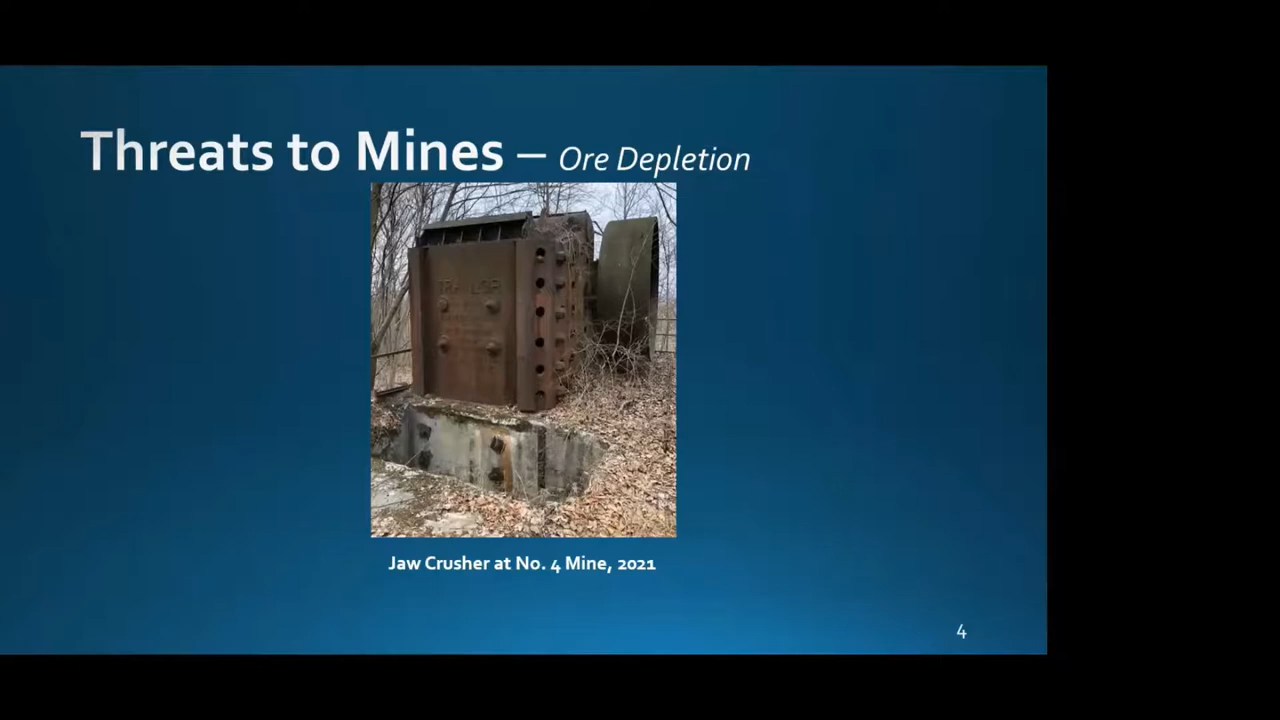 Threats to Mines – Ore Depletion
Jaw Crusher at No. 4 Mine, 2021
4